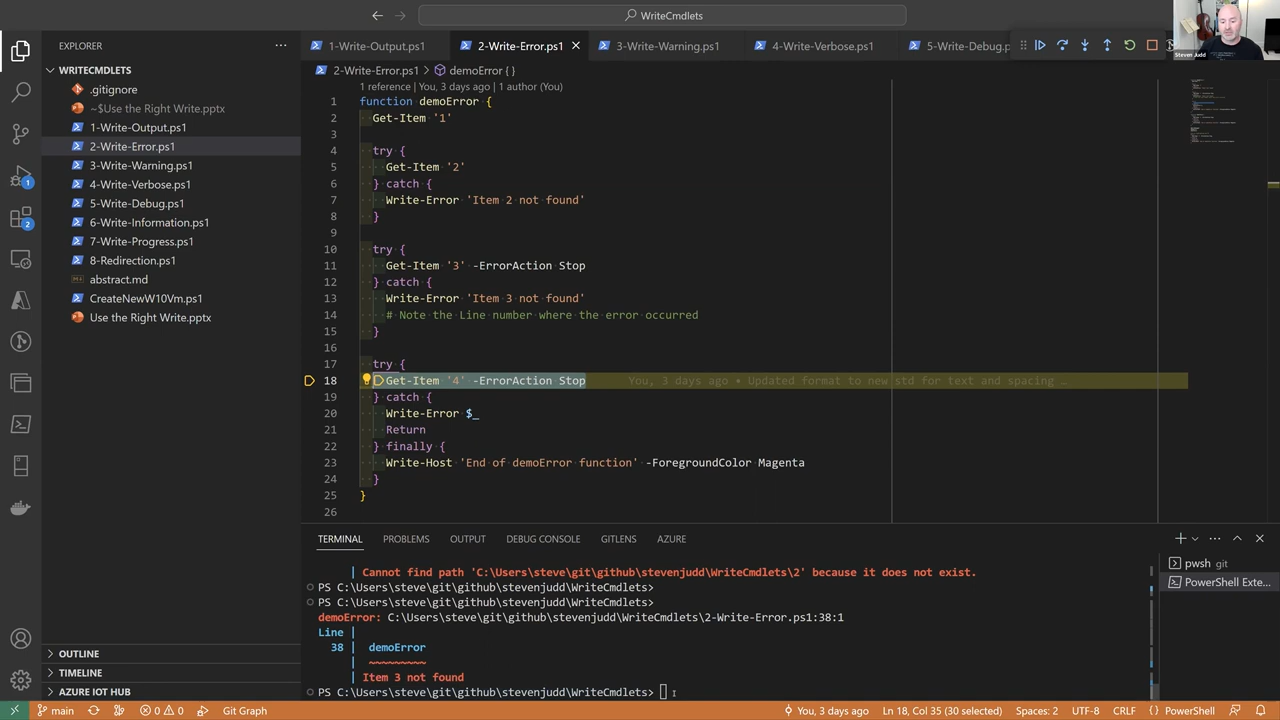 WriteCmdlets
EXPLORER
1-Write-Output.ps1
2-Write-Error.ps1
3-Write-Warning.ps1
4-Write-Verbose.ps1
5-Write-Debug.p
Steven Judd
WRITECMDLETS
.gitignore
~$Use the Right Write.pptx
1-Write-Output.ps1
2-Write-Error.ps1
3-Write-Warning.ps1
4-Write-Verbose.ps1
5-Write-Debug.ps1
6-Write-Information.ps1
7-Write-Progress.ps1
8-Redirection.ps1
abstract.md
CreateNewW10Vm.ps1
Use the Right Write.pptx
OUTLINE
TIMELINE
AZURE IOT HUB
1
2
2-Write-Error.ps1 > demoError { }
1 reference | You, 3 days ago | 1 author (You)
1 function demoError {
2 Get-Item '1'
3
4 try {
5 Get-Item '2'
6 } catch {
7 Write-Error 'Item 2 not found'
8 }
9
10 try {
11 Get-Item '3' -ErrorAction Stop
12 } catch {
13 Write-Error 'Item 3 not found'
14 # Note the Line number where the error occurred
15 }
16
17 try {
18 Get-Item '4' -ErrorAction Stop You, 3 days ago • Updated format to new std for text and spacing …
19 } catch {
20 Write-Error $_
21 Return
22 } finally {
23 Write-Host 'End of demoError function' -ForegroundColor Magenta
24 }
25 }
26
TERMINAL PROBLEMS OUTPUT DEBUG CONSOLE GITLENS AZURE
| Cannot find path 'C:\Users\steve\git\github\stevenjudd\WriteCmdlets\2' because it does not exist.
PS C:\Users\steve\git\github\stevenjudd\WriteCmdlets>
PS C:\Users\steve\git\github\stevenjudd\WriteCmdlets>
demoError: C:\Users\steve\git\github\stevenjudd\WriteCmdlets\2-Write-Error.ps1:38:1
Line |
38 | demoError
| ~~~~~~~~~
| Item 3 not found
PS C:\Users\steve\git\github\stevenjudd\WriteCmdlets>
pwsh git
PowerShell Exte...
main
0
0
Git Graph
You, 3 days ago
Ln 18, Col 35 (30 selected)
Spaces: 2
UTF-8
CRLF
{ } PowerShell